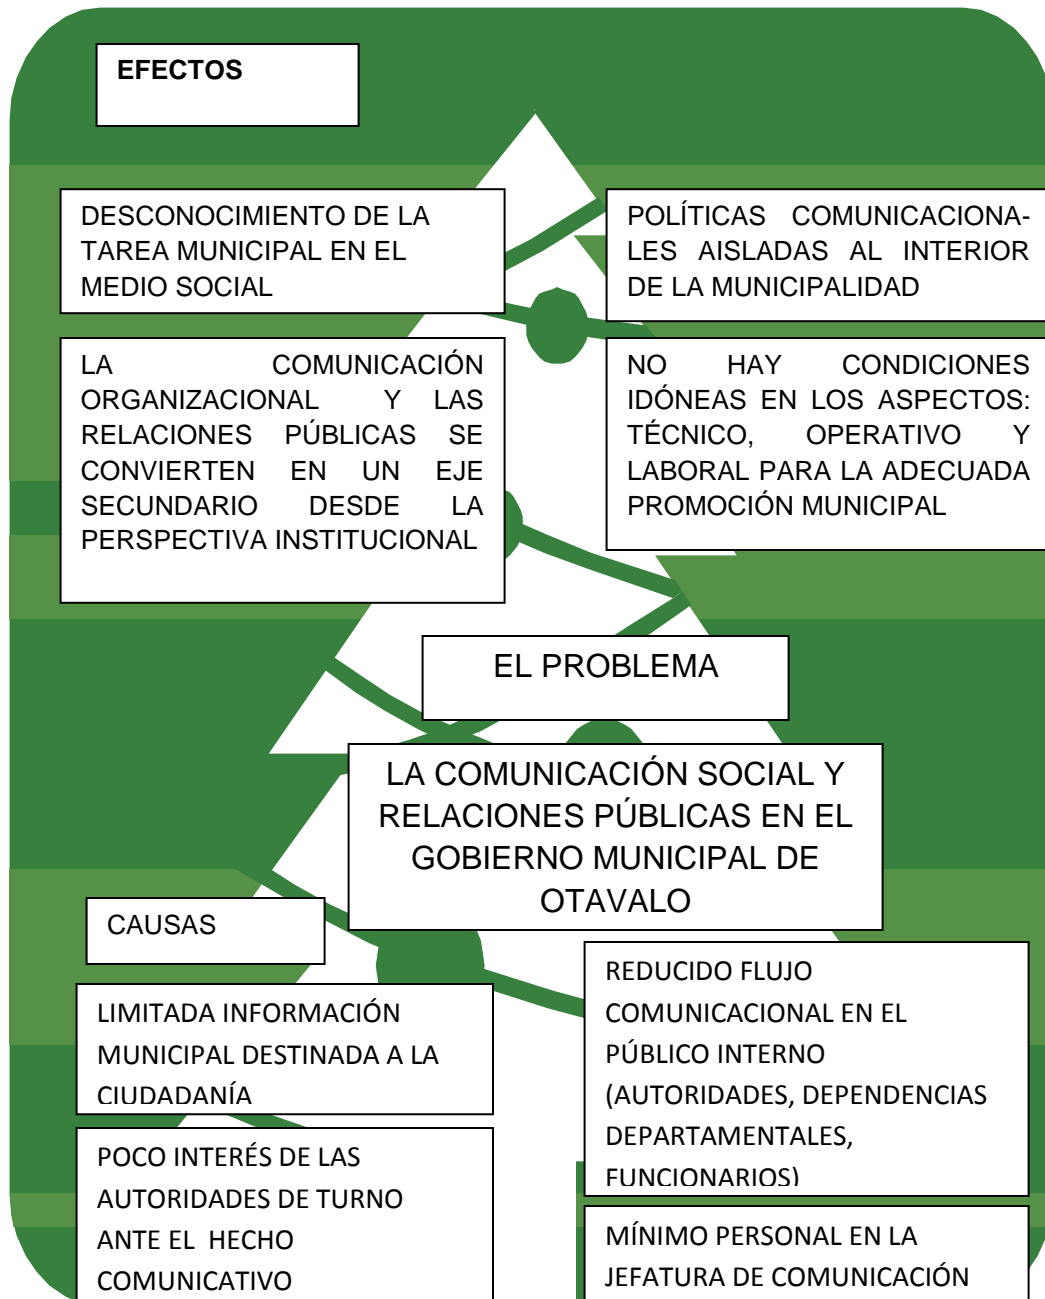 EFECTOS
DESCONOCIMIENTO DE LA
TAREA MUNICIPAL EN EL
MEDIO SOCIAL
POLÍTICAS COMUNICACIONA-
LES AISLADAS AL INTERIOR
DE LA MUNICIPALIDAD
LA COMUNICACIÓN
ORGANIZACIONAL Y LAS
RELACIONES PÚBLICAS SE
CONVIERTEN EN UN EJE
SECUNDARIO DESDE LA
PERSPECTIVA INSTITUCIONAL
NO HAY CONDICIONES
IDÓNEAS EN LOS ASPECTOS:
TÉCNICO, OPERATIVO Y
LABORAL PARA LA ADECUADA
PROMOCIÓN MUNICIPAL
EL PROBLEMA
LA COMUNICACIÓN SOCIAL Y
RELACIONES PÚBLICAS EN EL
GOBIERNO MUNICIPAL DE
OTAVALO
CAUSAS
LIMITADA INFORMACIÓN
MUNICIPAL DESTINADA A LA
CIUDADANÍA
REDUCIDO FLUJO
COMUNICACIONAL EN EL
PÚBLICO INTERNO
(AUTORIDADES, DEPENDENCIAS
DEPARTAMENTALES,
FUNCIONARIOS)
POCO INTERÉS DE LAS
AUTORIDADES DE TURNO
ANTE EL HECHO
COMUNICATIVO
MÍNIMO PERSONAL EN LA
JEFATURA DE COMUNICACIÓN